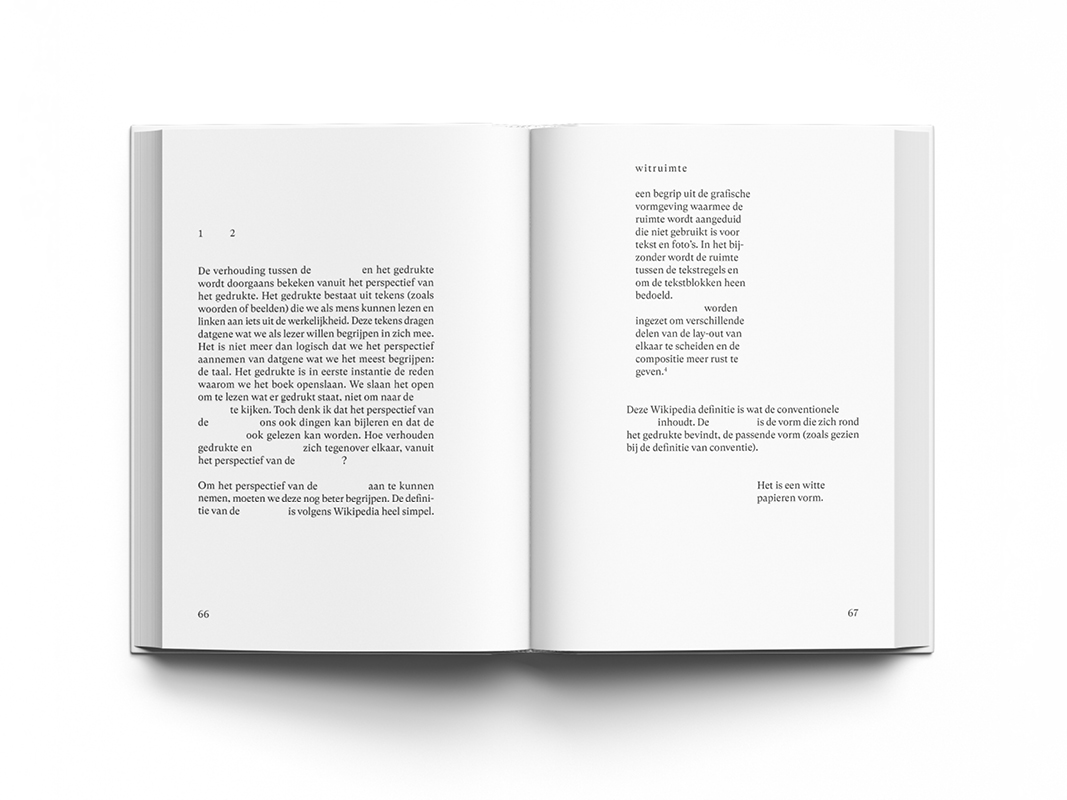 1 2
De verhouding tussen de en het gedrukte
wordt doorgaans bekeken vanuit het perspectief van
het gedrukte. Het gedrukte bestaat uit tekens (zoals
woorden of beelden) die we als mens kunnen lezen en
linken aan iets uit de werkelijkheid. Deze tekens dragen
datgene wat we als lezer willen begrijpen in zich mee.
Het is niet meer dan logisch dat we het perspectief
aannemen van datgene wat we het meest begrijpen:
de taal. Het gedrukte is in eerste instantie de reden
waarom we het boek openslaan. We slaan het open
om te lezen wat er gedrukt staat, niet om naar de
te kijken. Toch denk ik dat het perspectief van
de ons ook dingen kan bijleren en dat de
ook gelezen kan worden. Hoe verhouden
gedrukte en zich tegenover elkaar, vanuit
het perspectief van de ?
Om het perspectief van de aan te kunnen
nemen, moeten we deze nog beter begrijpen. De defini-
tie van de is volgens Wikipedia heel simpel.
66
witruimte
een begrip uit de grafische
vormgeving waarmee de
ruimte wordt aangeduid
die niet gebruikt is voor
tekst en foto's. In het bij-
zonder wordt de ruimte
tussen de tekstregels en
om de tekstblokken heen
bedoeld.
worden
ingezet om verschillende
delen van de lay-out van
elkaar te scheiden en de
compositie meer rust te
geven.⁴
Deze Wikipedia definitie is wat de conventionele
inhoudt. De is de vorm die zich rond
het gedrukte bevindt, de passende vorm (zoals gezien
bij de definitie van conventie).
Het is een witte
papieren vorm.
67